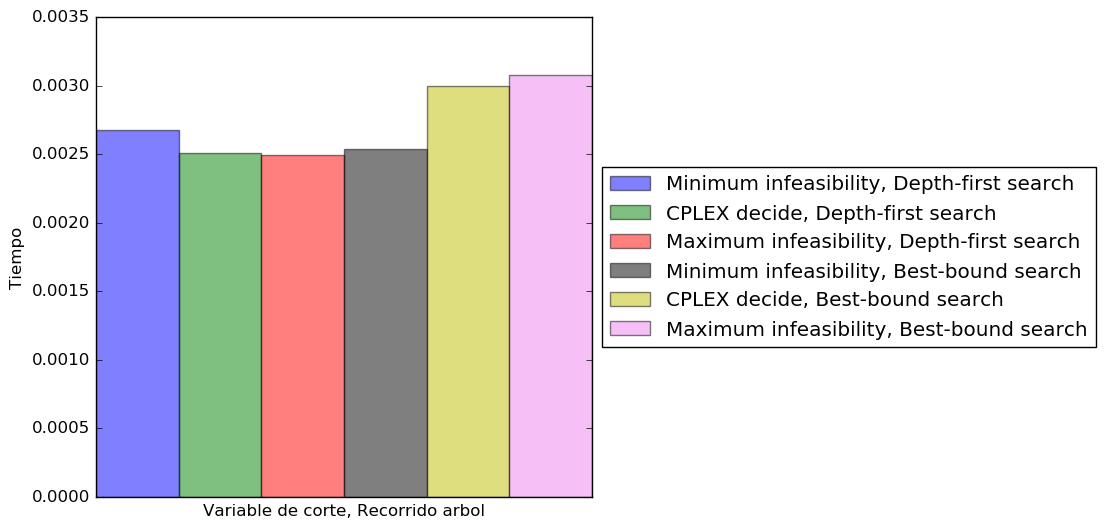 0.0035
0.0030
0.0025
0.0020
0.0015
0.0010
0.0005
0.0000
Tiempo
Variable de corte, Recorrido arbol
Minimum infeasibility, Depth-first search
CPLEX decide, Depth-first search
Maximum infeasibility, Depth-first search
Minimum infeasibility, Best-bound search
CPLEX decide, Best-bound search
Maximum infeasibility, Best-bound search